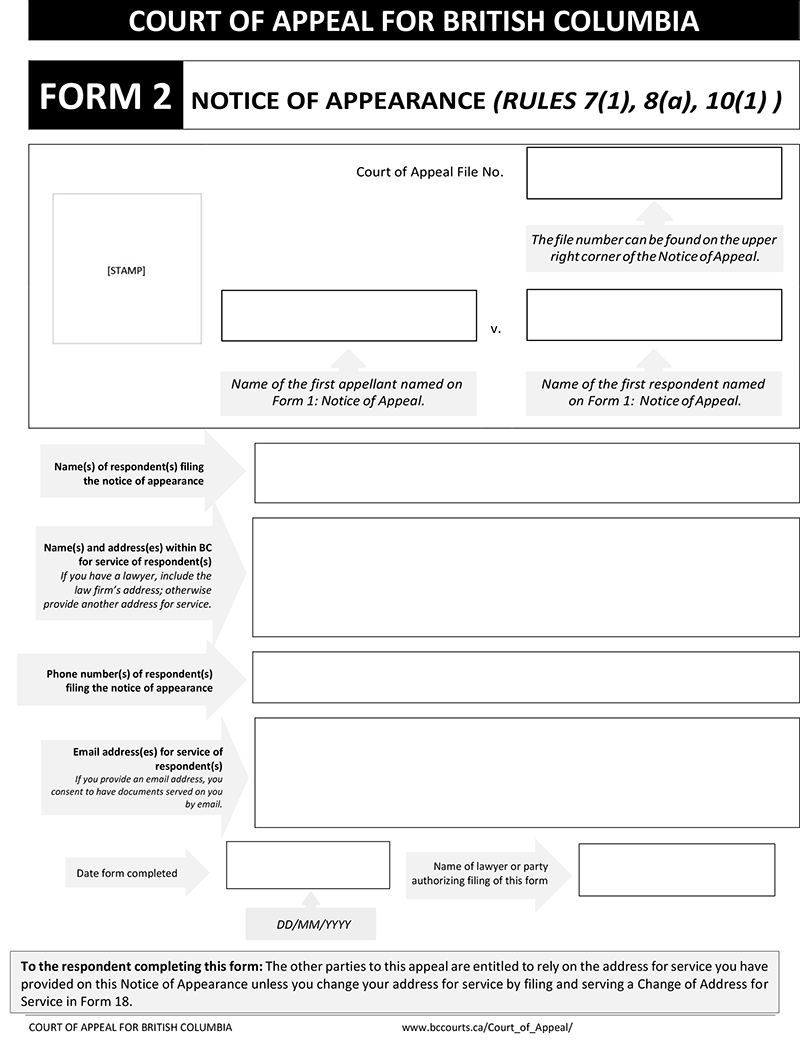 COURT OF APPEAL FOR BRITISH COLUMBIA
FORM 2 NOTICE OF APPEARANCE (RULES 7(1), 8(a), 10(1) )
Court of Appeal File No.
The file number can be found on the upper
right corner of the Notice of Appeal.
[STAMP]
v.
Name of the first appellant named on
Form 1: Notice of Appeal.
Name of the first respondent named
on Form 1: Notice of Appeal.
Name(s) of respondent(s) filing
the notice of appearance
Name(s) and address(es) within BC
for service of respondent(s)
If you have a lawyer, include the
law firm's address; otherwise
provide another address for service.
Phone number(s) of respondent(s)
filing the notice of appearance
Email address(es) for service of
respondent(s)
If you provide an email address, you
consent to have documents served on you
by email.
Date form completed
DD/MM/YYYY
Name of lawyer or party
authorizing filing of this form
To the respondent completing this form: The other parties to this appeal are entitled to rely on the address for service you have
provided on this Notice of Appearance unless you change your address for service by filing and serving a Change of Address for
Service in Form 18.
COURT OF APPEAL FOR BRITISH COLUMBIA www.bccourts.ca/Court_of_Appeal/